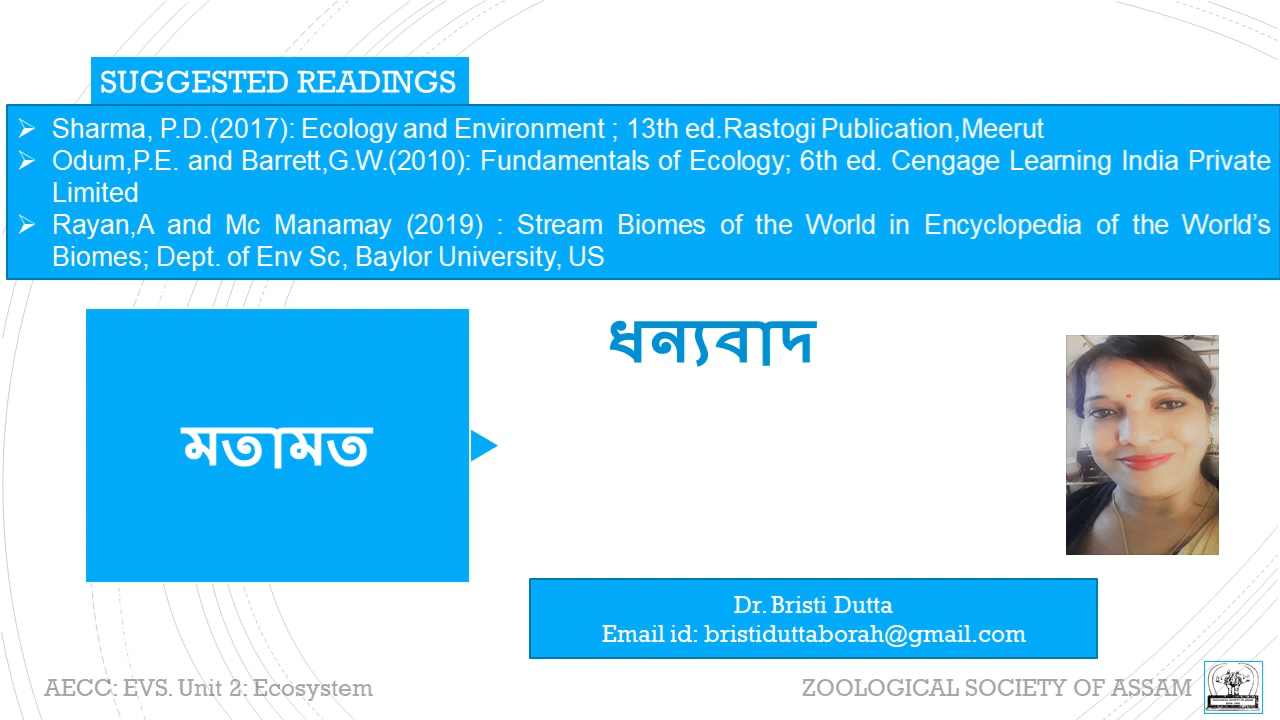 SUGGESTED READINGS
➢ Sharma, P.D.(2017): Ecology and Environment ; 13th ed.Rastogi Publication,Meerut
➢ Odum,P.E. and Barrett,G.W.(2010): Fundamentals of Ecology; 6th ed. Cengage Learning India Private
Limited
➢ Rayan,A and Mc Manamay (2019) : Stream Biomes of the World in Encyclopedia of the World’s
Biomes; Dept. of Env Sc, Baylor University, US
ধন্যবাদ
মতামত
Dr. Bristi Dutta
Email id: bristiduttaborah@gmail.com
AECC: EVS. Unit 2: Ecosystem
ZOOLOGICAL SOCIETY OF ASSAM